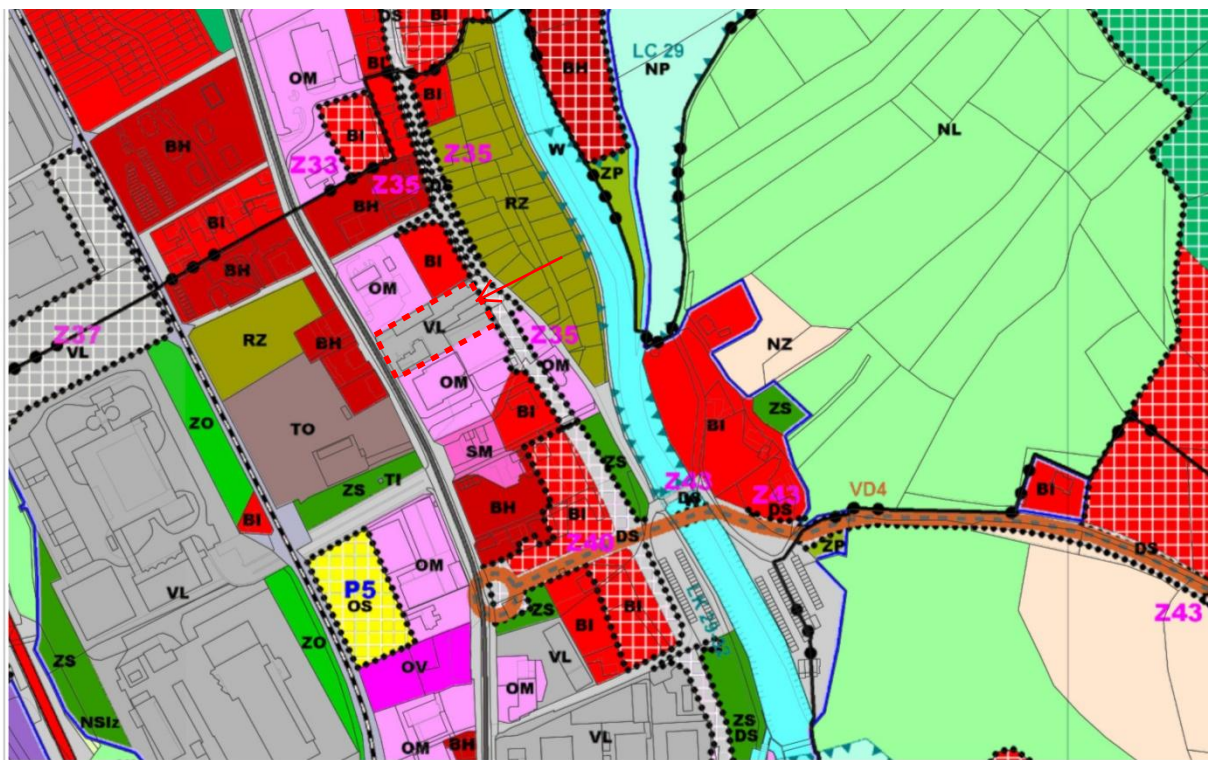 DS
BI
OM
BI
BH
LC 29
NP
BH
BI
BI
NL
Z33
Z35
Z35
W
ZP
DS
BH
RZ
BI
BH
OM
BI
VL
Z35
Z37
VL
RZ
BH
NZ
OM
OM
ZO
BI
ZS
TO
BI
SM
ZS
Z43
DS
ZS
TI
BH
Z43
DS
VD4
BI
BI
BI
DS
ZP
Z40
DS
OM
P5
OS
VL
ZS
BI
BI
LK 29
Z43
ZO
OV
VL
ZS
OM
NSIz
ZS
DS
OM
BH
VL